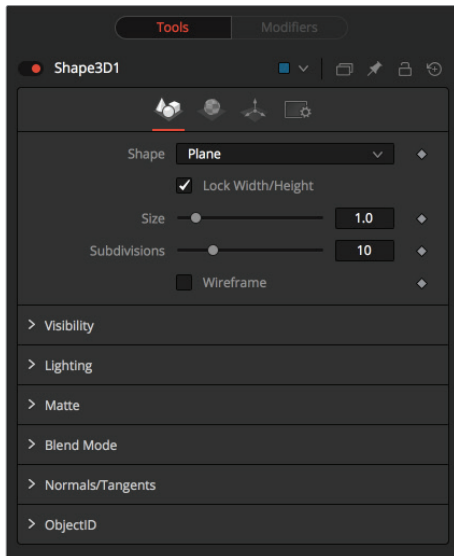 Tools Modifiers
Shape3D1
Shape Plane
Lock Width/Height
Size 1.0
Subdivisions 10
Wireframe
Visibility
Lighting
Matte
Blend Mode
Normals/Tangents
ObjectID